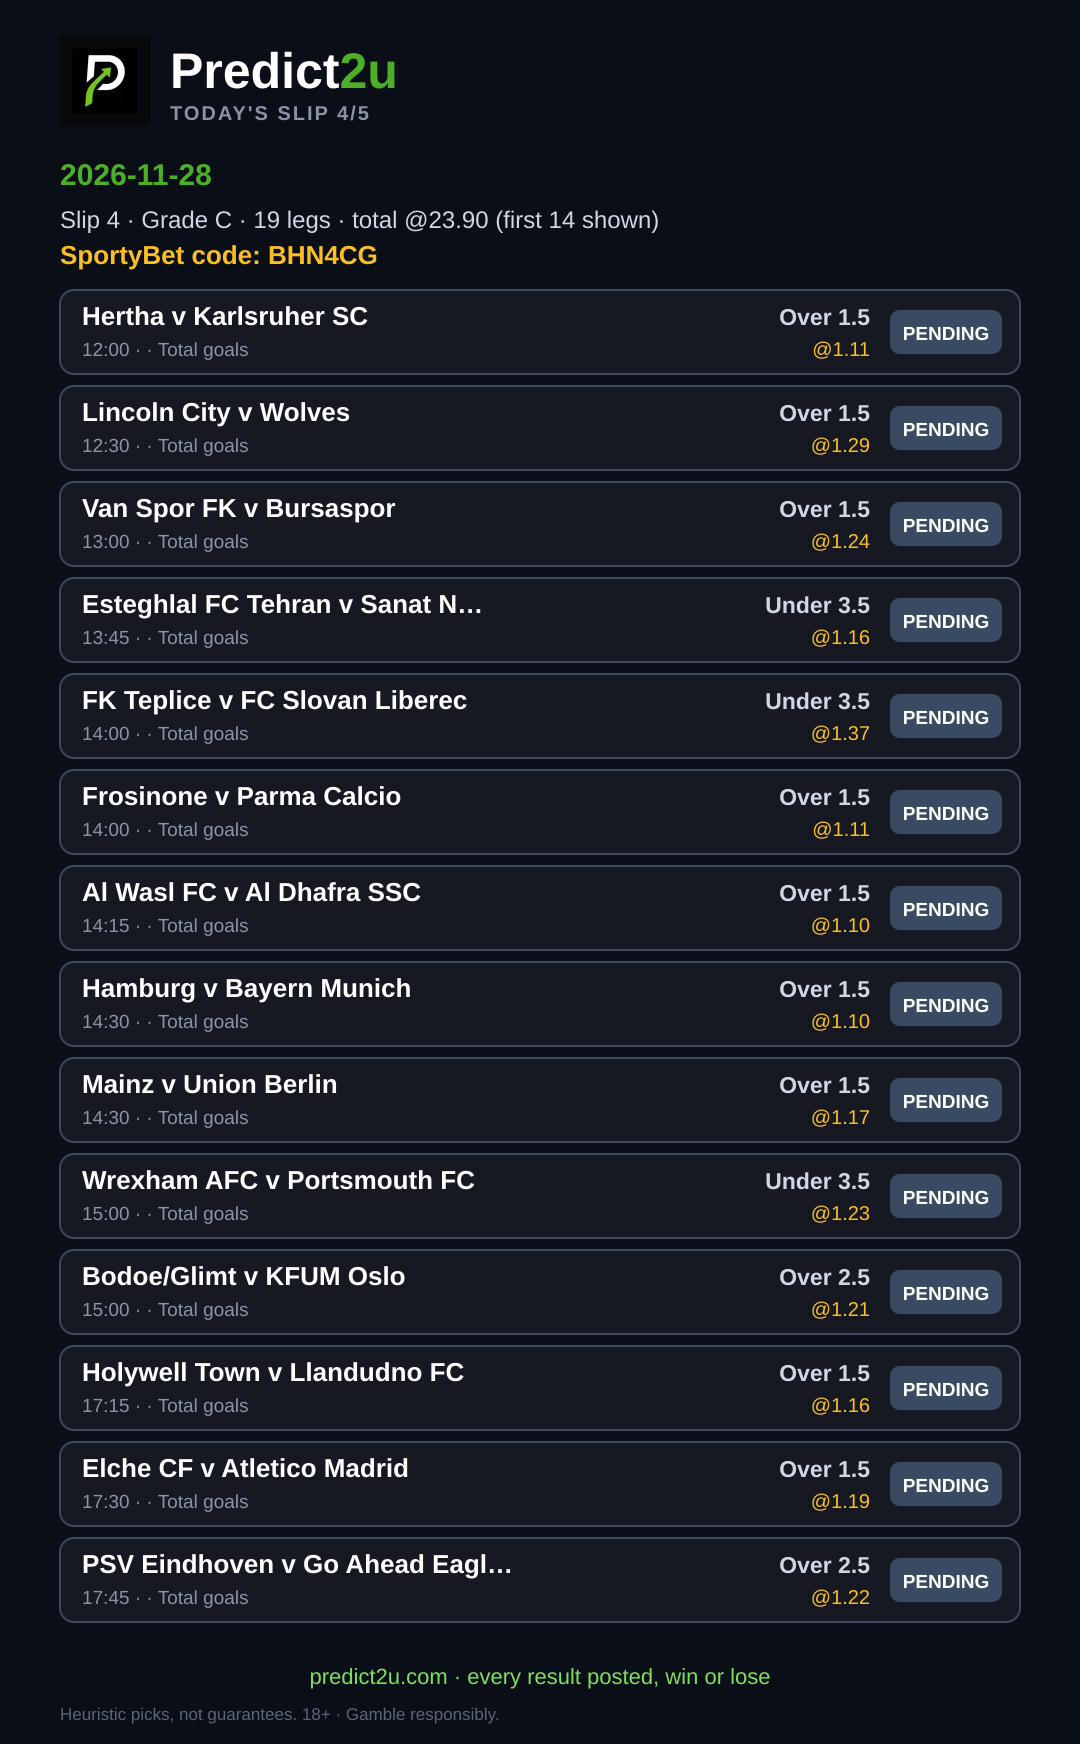 Predict2u
TODAY'S SLIP 4/5
2026-11-28
Slip 4 · Grade C · 19 legs · total @23.90 (first 14 shown)
SportyBet code: BHN4CG
Hertha v Karlsruher SC
Over 1.5
PENDING
12:00 · · Total goals
@1.11
Lincoln City v Wolves
Over 1.5
PENDING
12:30 · · Total goals
@1.29
Van Spor FK v Bursaspor
Over 1.5
PENDING
13:00 · · Total goals
@1.24
Esteghlal FC Tehran v Sanat N…
Under 3.5
PENDING
13:45 · · Total goals
@1.16
FK Teplice v FC Slovan Liberec
Under 3.5
PENDING
14:00 · · Total goals
@1.37
Frosinone v Parma Calcio
Over 1.5
PENDING
14:00 · · Total goals
@1.11
Al Wasl FC v Al Dhafra SSC
Over 1.5
PENDING
14:15 · · Total goals
@1.10
Hamburg v Bayern Munich
Over 1.5
PENDING
14:30 · · Total goals
@1.10
Mainz v Union Berlin
Over 1.5
PENDING
14:30 · · Total goals
@1.17
Wrexham AFC v Portsmouth FC
Under 3.5
PENDING
15:00 · · Total goals
@1.23
Bodoe/Glimt v KFUM Oslo
Over 2.5
PENDING
15:00 · · Total goals
@1.21
Holywell Town v Llandudno FC
Over 1.5
PENDING
17:15 · · Total goals
@1.16
Elche CF v Atletico Madrid
Over 1.5
PENDING
17:30 · · Total goals
@1.19
PSV Eindhoven v Go Ahead Eagl…
Over 2.5
PENDING
17:45 · · Total goals
@1.22
predict2u.com · every result posted, win or lose
Heuristic picks, not guarantees. 18+ · Gamble responsibly.